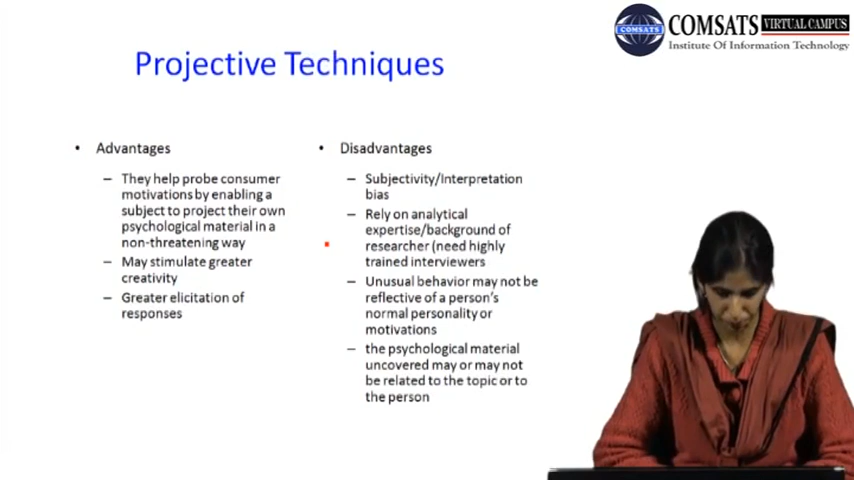 COMSATS VIRTUAL CAMPUS
COMSATS
Institute Of Information Technology
Projective Techniques
• Advantages
– They help probe consumer
motivations by enabling a
subject to project their own
psychological material in a
non-threatening way
– May stimulate greater
creativity
– Greater elicitation of
responses
• Disadvantages
– Subjectivity/Interpretation
bias
– Rely on analytical
expertise/background of
researcher (need highly
trained interviewers
– Unusual behavior may not be
reflective of a person's
normal personality or
motivations
– the psychological material
uncovered may or may not
be related to the topic or to
the person